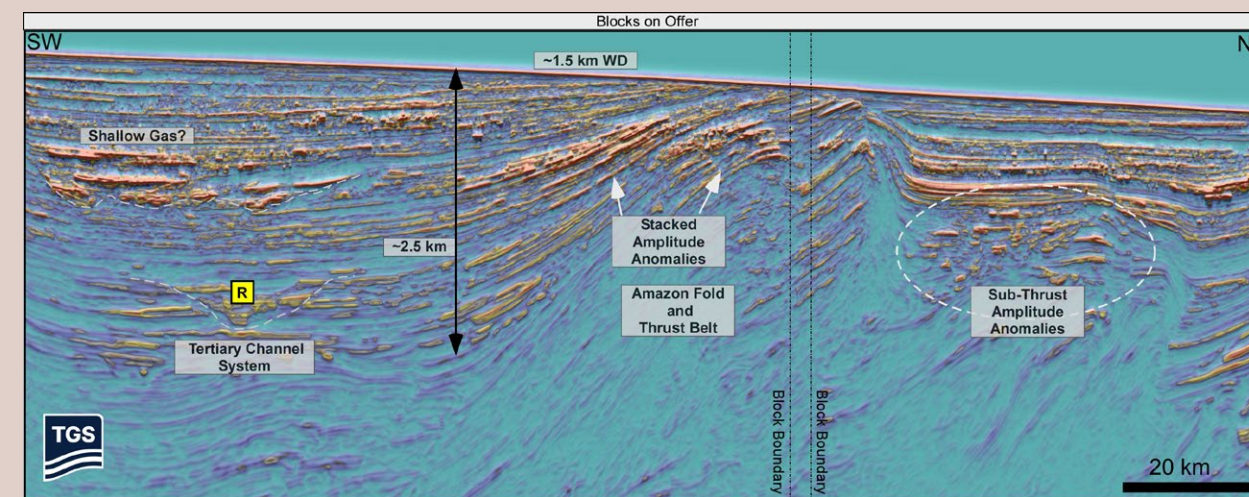 Blocks on Offer
SW
N
~1.5 km WD
Shallow Gas?
~2.5 km
Stacked
Amplitude
Anomalies
Amazon Fold
and
Thrust Belt
R
Tertiary Channel
System
Sub-Thrust
Amplitude
Anomalies
Block Boundary
Block Boundary
TGS
20 km